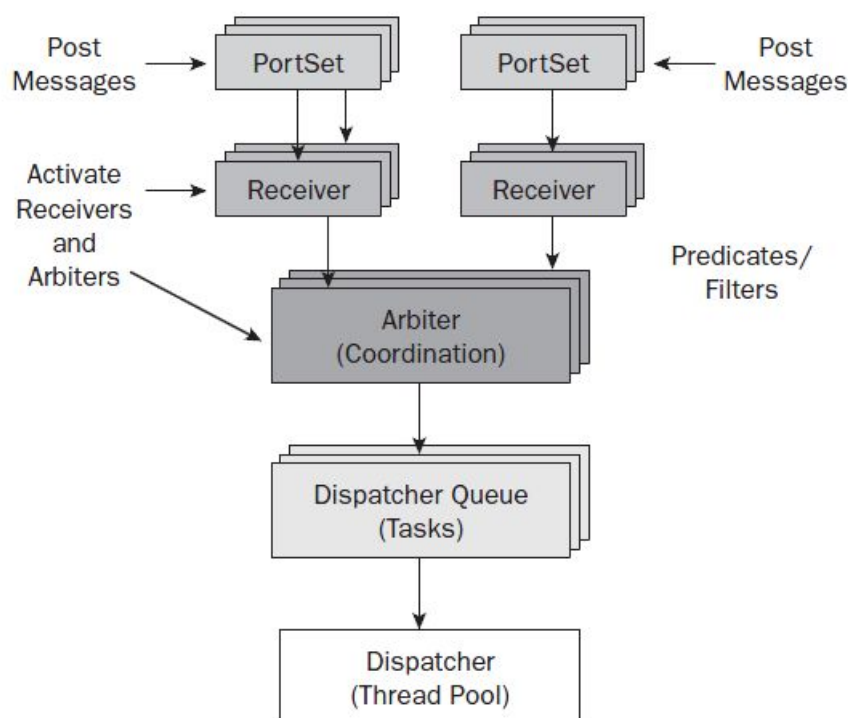 Post
Messages
PortSet
PortSet
Post
Messages
Activate
Receivers
and
Arbiters
Receiver
Receiver
Predicates/
Filters
Arbiter
(Coordination)
Dispatcher Queue
(Tasks)
Dispatcher
(Thread Pool)